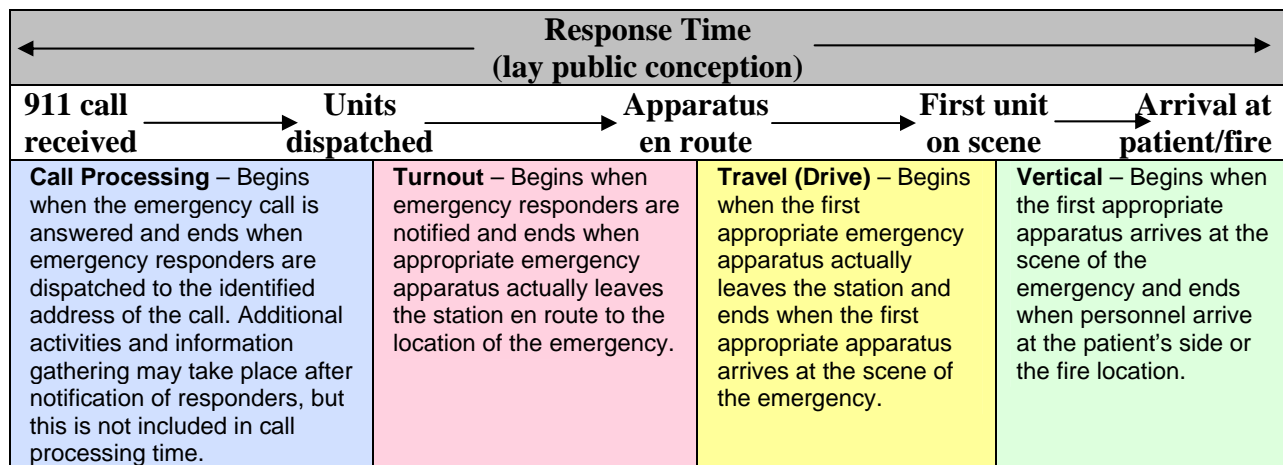 Response Time
(lay public conception)
911 call
received
Units
dispatched
Apparatus
en route
First unit
on scene
Arrival at
patient/fire
Call Processing – Begins
when the emergency call is
answered and ends when
emergency responders are
dispatched to the identified
address of the call. Additional
activities and information
gathering may take place after
notification of responders, but
this is not included in call
processing time.
Turnout – Begins when
emergency responders are
notified and ends when
appropriate emergency
apparatus actually leaves
the station en route to the
location of the emergency.
Travel (Drive) – Begins
when the first
appropriate emergency
apparatus actually
leaves the station and
ends when the first
appropriate apparatus
arrives at the scene of
the emergency.
Vertical – Begins when
the first appropriate
apparatus arrives at the
scene of the
emergency and ends
when personnel arrive
at the patient's side or
the fire location.